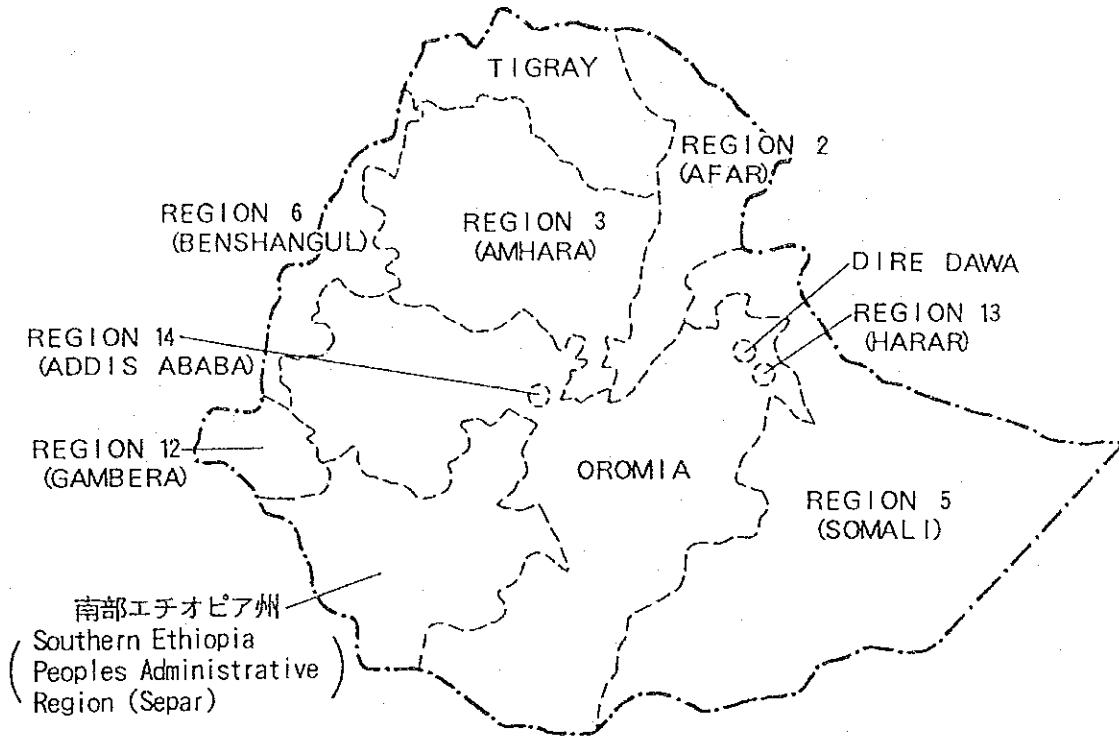 TIGRAY
REGION 2
(AFAR)
REGION 6
(BENSHANGUL)
REGION 3
(AMHARA)
DIRE DAWA
REGION 13
(HARAR)
REGION 14
(ADDIS ABABA)
REGION 12
(GAMBERA)
OROMIA
REGION 5
(SOMALI)
南部エチオピア州
(Southern Ethiopia
Peoples Administrative
Region (Separ))